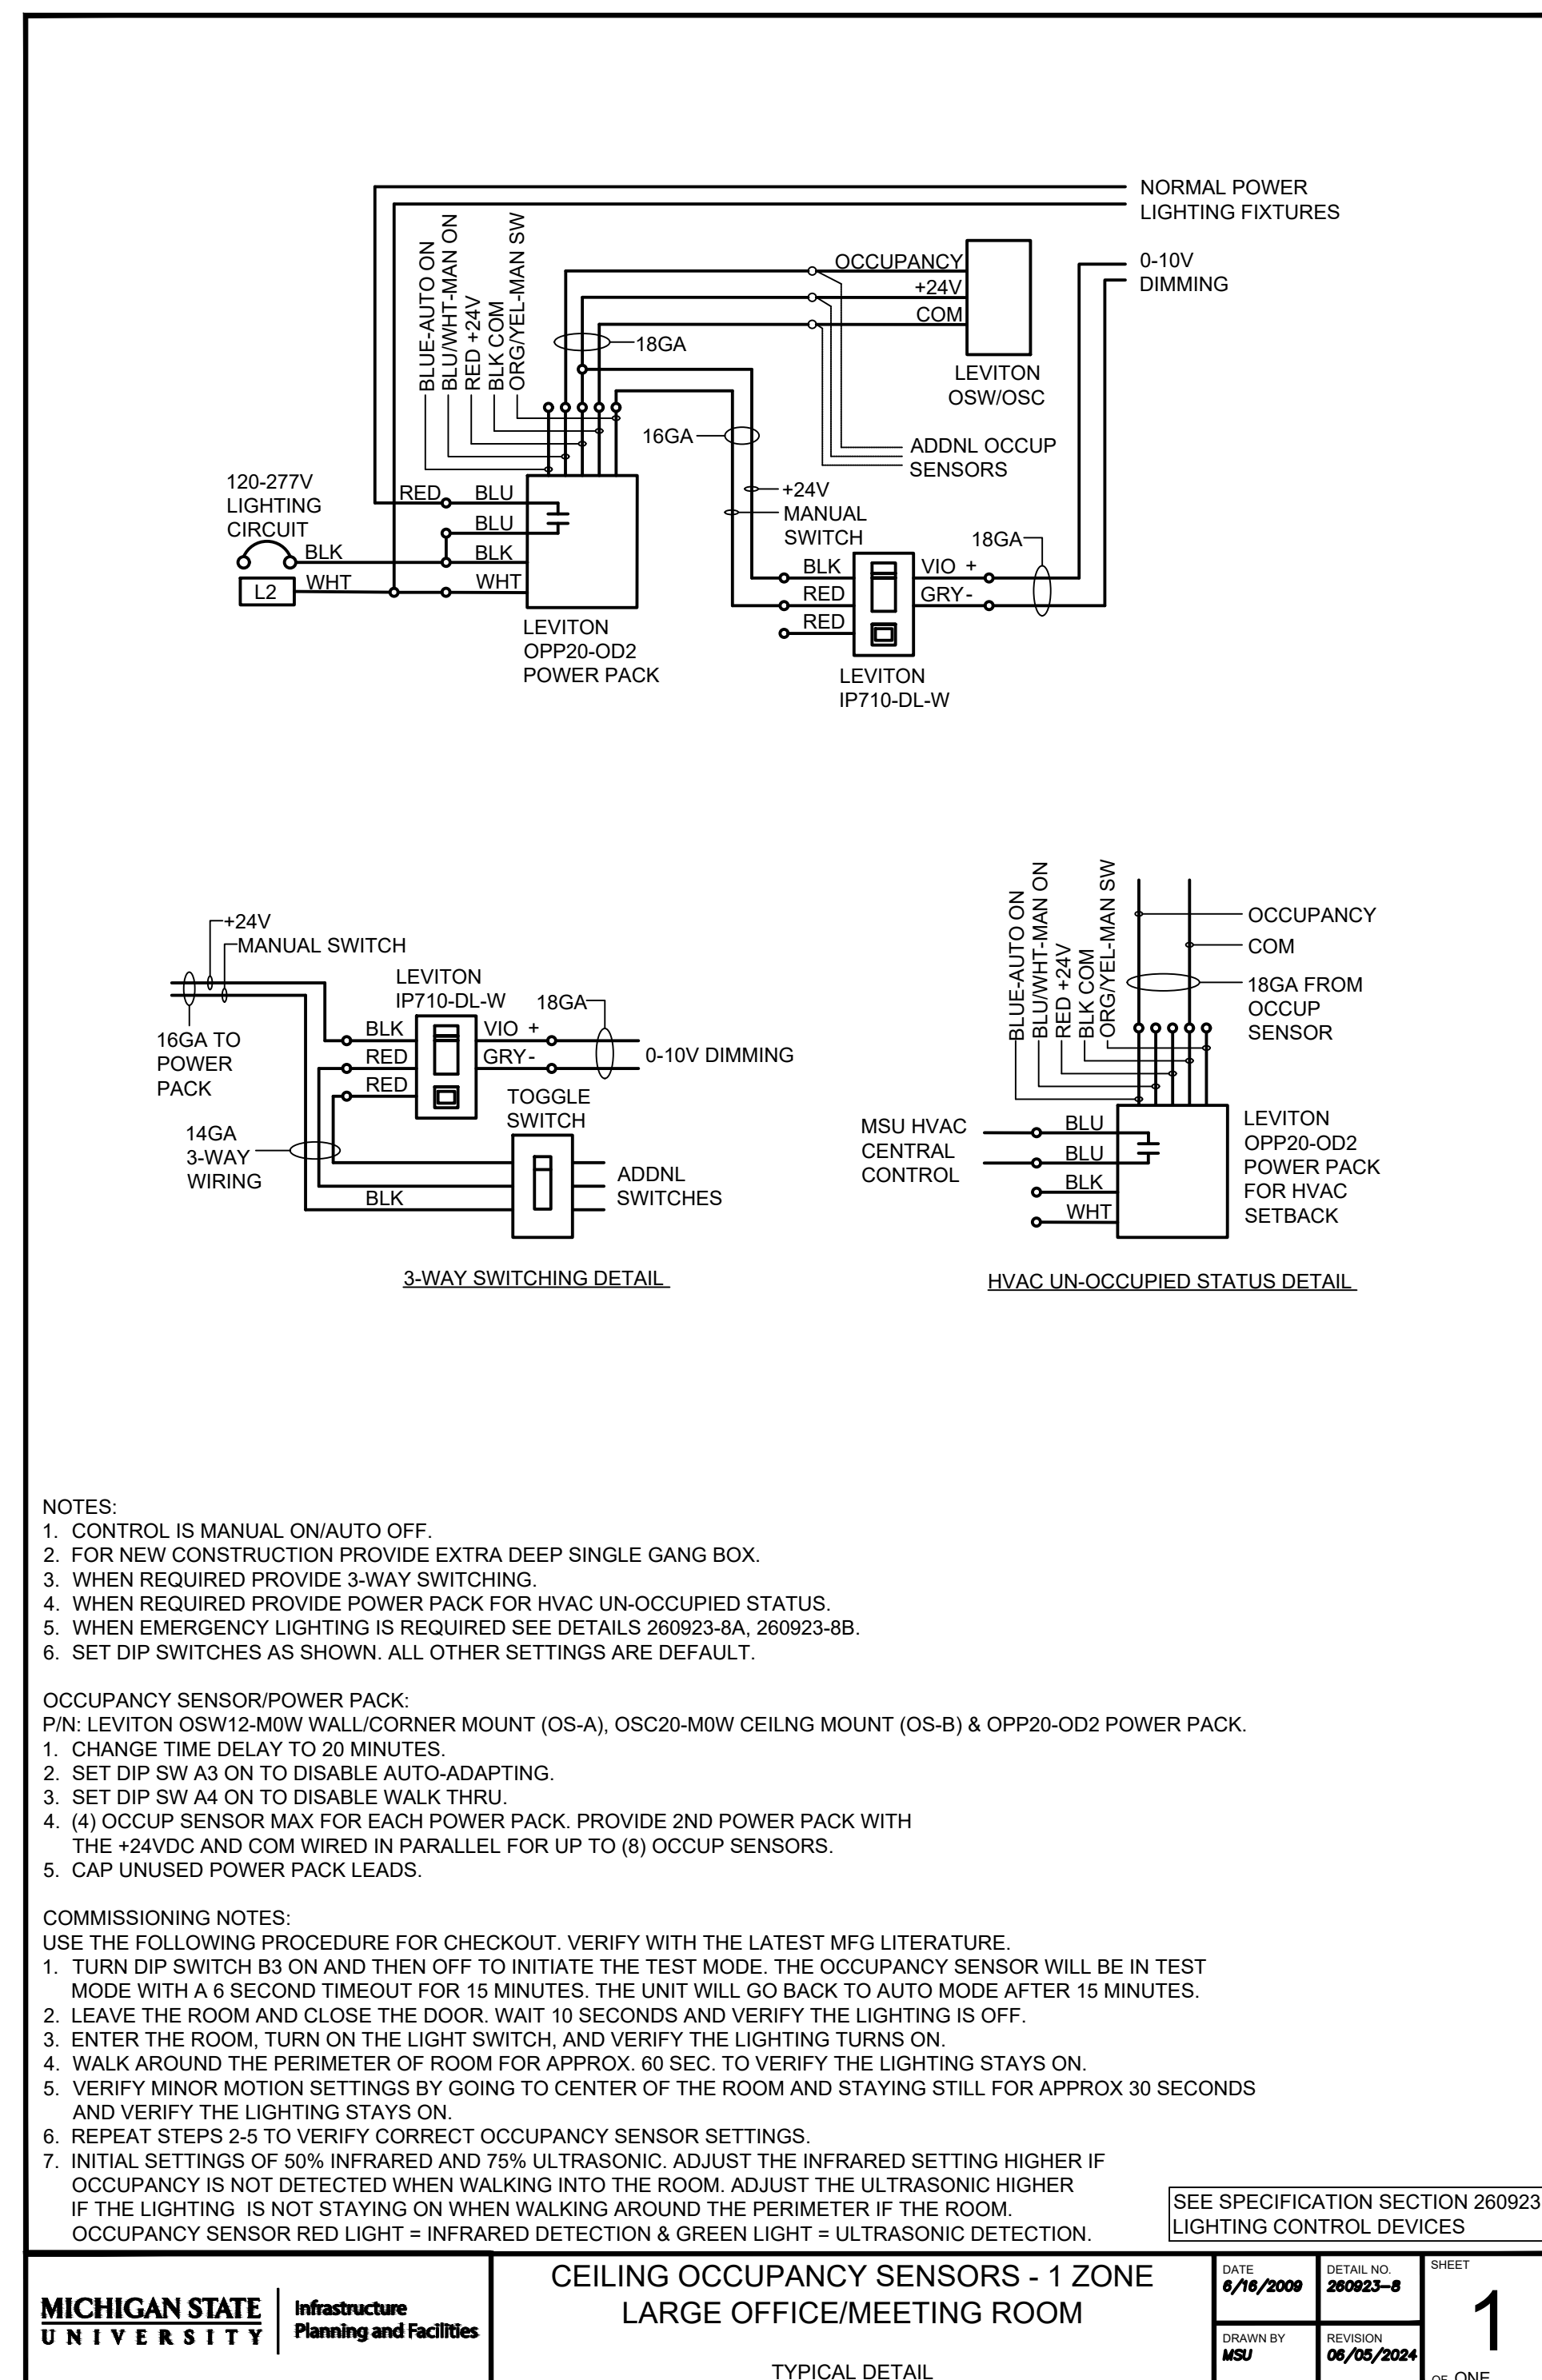 NORMAL POWER
LIGHTING FIXTURES
BLUE-AUTO ON
BLU/WHT-MAN ON
RED +24V
BLK COM
ORG/YEL-MAN SW
OCCUPANCY
+24V
COM
0-10V
DIMMING
18GA
LEVITON
OSW/OSC
16GA
ADDNL OCCUP
SENSORS
120-277V
LIGHTING
CIRCUIT
RED
BLU
BLU
BLK
BLK
L2
WHT
WHT
+24V
MANUAL
SWITCH
18GA
BLK
VIO +
RED
GRY-
RED
LEVITON
OPP20-OD2
POWER PACK
LEVITON
IP710-DL-W
+24V
MANUAL SWITCH
LEVITON
IP710-DL-W
18GA
16GA TO
POWER
PACK
BLK
VIO +
RED
GRY-
RED
0-10V DIMMING
TOGGLE
SWITCH
14GA
3-WAY
WIRING
BLK
ADDNL
SWITCHES
3-WAY SWITCHING DETAIL
BLUE-AUTO ON
BLU/WHT-MAN ON
RED +24V
BLK COM
ORG/YEL-MAN SW
OCCUPANCY
COM
18GA FROM
OCCUP
SENSOR
MSU HVAC
CENTRAL
CONTROL
BLU
BLU
BLK
WHT
LEVITON
OPP20-OD2
POWER PACK
FOR HVAC
SETBACK
HVAC UN-OCCUPIED STATUS DETAIL
NOTES:
1. CONTROL IS MANUAL ON/AUTO OFF.
2. FOR NEW CONSTRUCTION PROVIDE EXTRA DEEP SINGLE GANG BOX.
3. WHEN REQUIRED PROVIDE 3-WAY SWITCHING.
4. WHEN REQUIRED PROVIDE POWER PACK FOR HVAC UN-OCCUPIED STATUS.
5. WHEN EMERGENCY LIGHTING IS REQUIRED SEE DETAILS 260923-8A, 260923-8B.
6. SET DIP SWITCHES AS SHOWN. ALL OTHER SETTINGS ARE DEFAULT.
OCCUPANCY SENSOR/POWER PACK:
P/N: LEVITON OSW12-M0W WALL/CORNER MOUNT (OS-A), OSC20-M0W CEILNG MOUNT (OS-B) & OPP20-OD2 POWER PACK.
1. CHANGE TIME DELAY TO 20 MINUTES.
2. SET DIP SW A3 ON TO DISABLE AUTO-ADAPTING.
3. SET DIP SW A4 ON TO DISABLE WALK THRU.
4. (4) OCCUP SENSOR MAX FOR EACH POWER PACK. PROVIDE 2ND POWER PACK WITH
THE +24VDC AND COM WIRED IN PARALLEL FOR UP TO (8) OCCUP SENSORS.
5. CAP UNUSED POWER PACK LEADS.
COMMISSIONING NOTES:
USE THE FOLLOWING PROCEDURE FOR CHECKOUT. VERIFY WITH THE LATEST MFG LITERATURE.
1. TURN DIP SWITCH B3 ON AND THEN OFF TO INITIATE THE TEST MODE. THE OCCUPANCY SENSOR WILL BE IN TEST
MODE WITH A 6 SECOND TIMEOUT FOR 15 MINUTES. THE UNIT WILL GO BACK TO AUTO MODE AFTER 15 MINUTES.
2. LEAVE THE ROOM AND CLOSE THE DOOR. WAIT 10 SECONDS AND VERIFY THE LIGHTING IS OFF.
3. ENTER THE ROOM, TURN ON THE LIGHT SWITCH, AND VERIFY THE LIGHTING TURNS ON.
4. WALK AROUND THE PERIMETER OF ROOM FOR APPROX. 60 SEC. TO VERIFY THE LIGHTING STAYS ON.
5. VERIFY MINOR MOTION SETTINGS BY GOING TO CENTER OF THE ROOM AND STAYING STILL FOR APPROX 30 SECONDS
AND VERIFY THE LIGHTING STAYS ON.
6. REPEAT STEPS 2-5 TO VERIFY CORRECT OCCUPANCY SENSOR SETTINGS.
7. INITIAL SETTINGS OF 50% INFRARED AND 75% ULTRASONIC. ADJUST THE INFRARED SETTING HIGHER IF
OCCUPANCY IS NOT DETECTED WHEN WALKING INTO THE ROOM. ADJUST THE ULTRASONIC HIGHER
IF THE LIGHTING IS NOT STAYING ON WHEN WALKING AROUND THE PERIMETER IF THE ROOM.
OCCUPANCY SENSOR RED LIGHT = INFRARED DETECTION & GREEN LIGHT = ULTRASONIC DETECTION.
SEE SPECIFICATION SECTION 260923
LIGHTING CONTROL DEVICES
MICHIGAN STATE
UNIVERSITY
Infrastructure
Planning and Facilities
CEILING OCCUPANCY SENSORS - 1 ZONE
LARGE OFFICE/MEETING ROOM
TYPICAL DETAIL
DATE
6/16/2009
DETAIL NO.
260923-8
SHEET
1
DRAWN BY
MSU
REVISION
06/05/2024
OF ONE